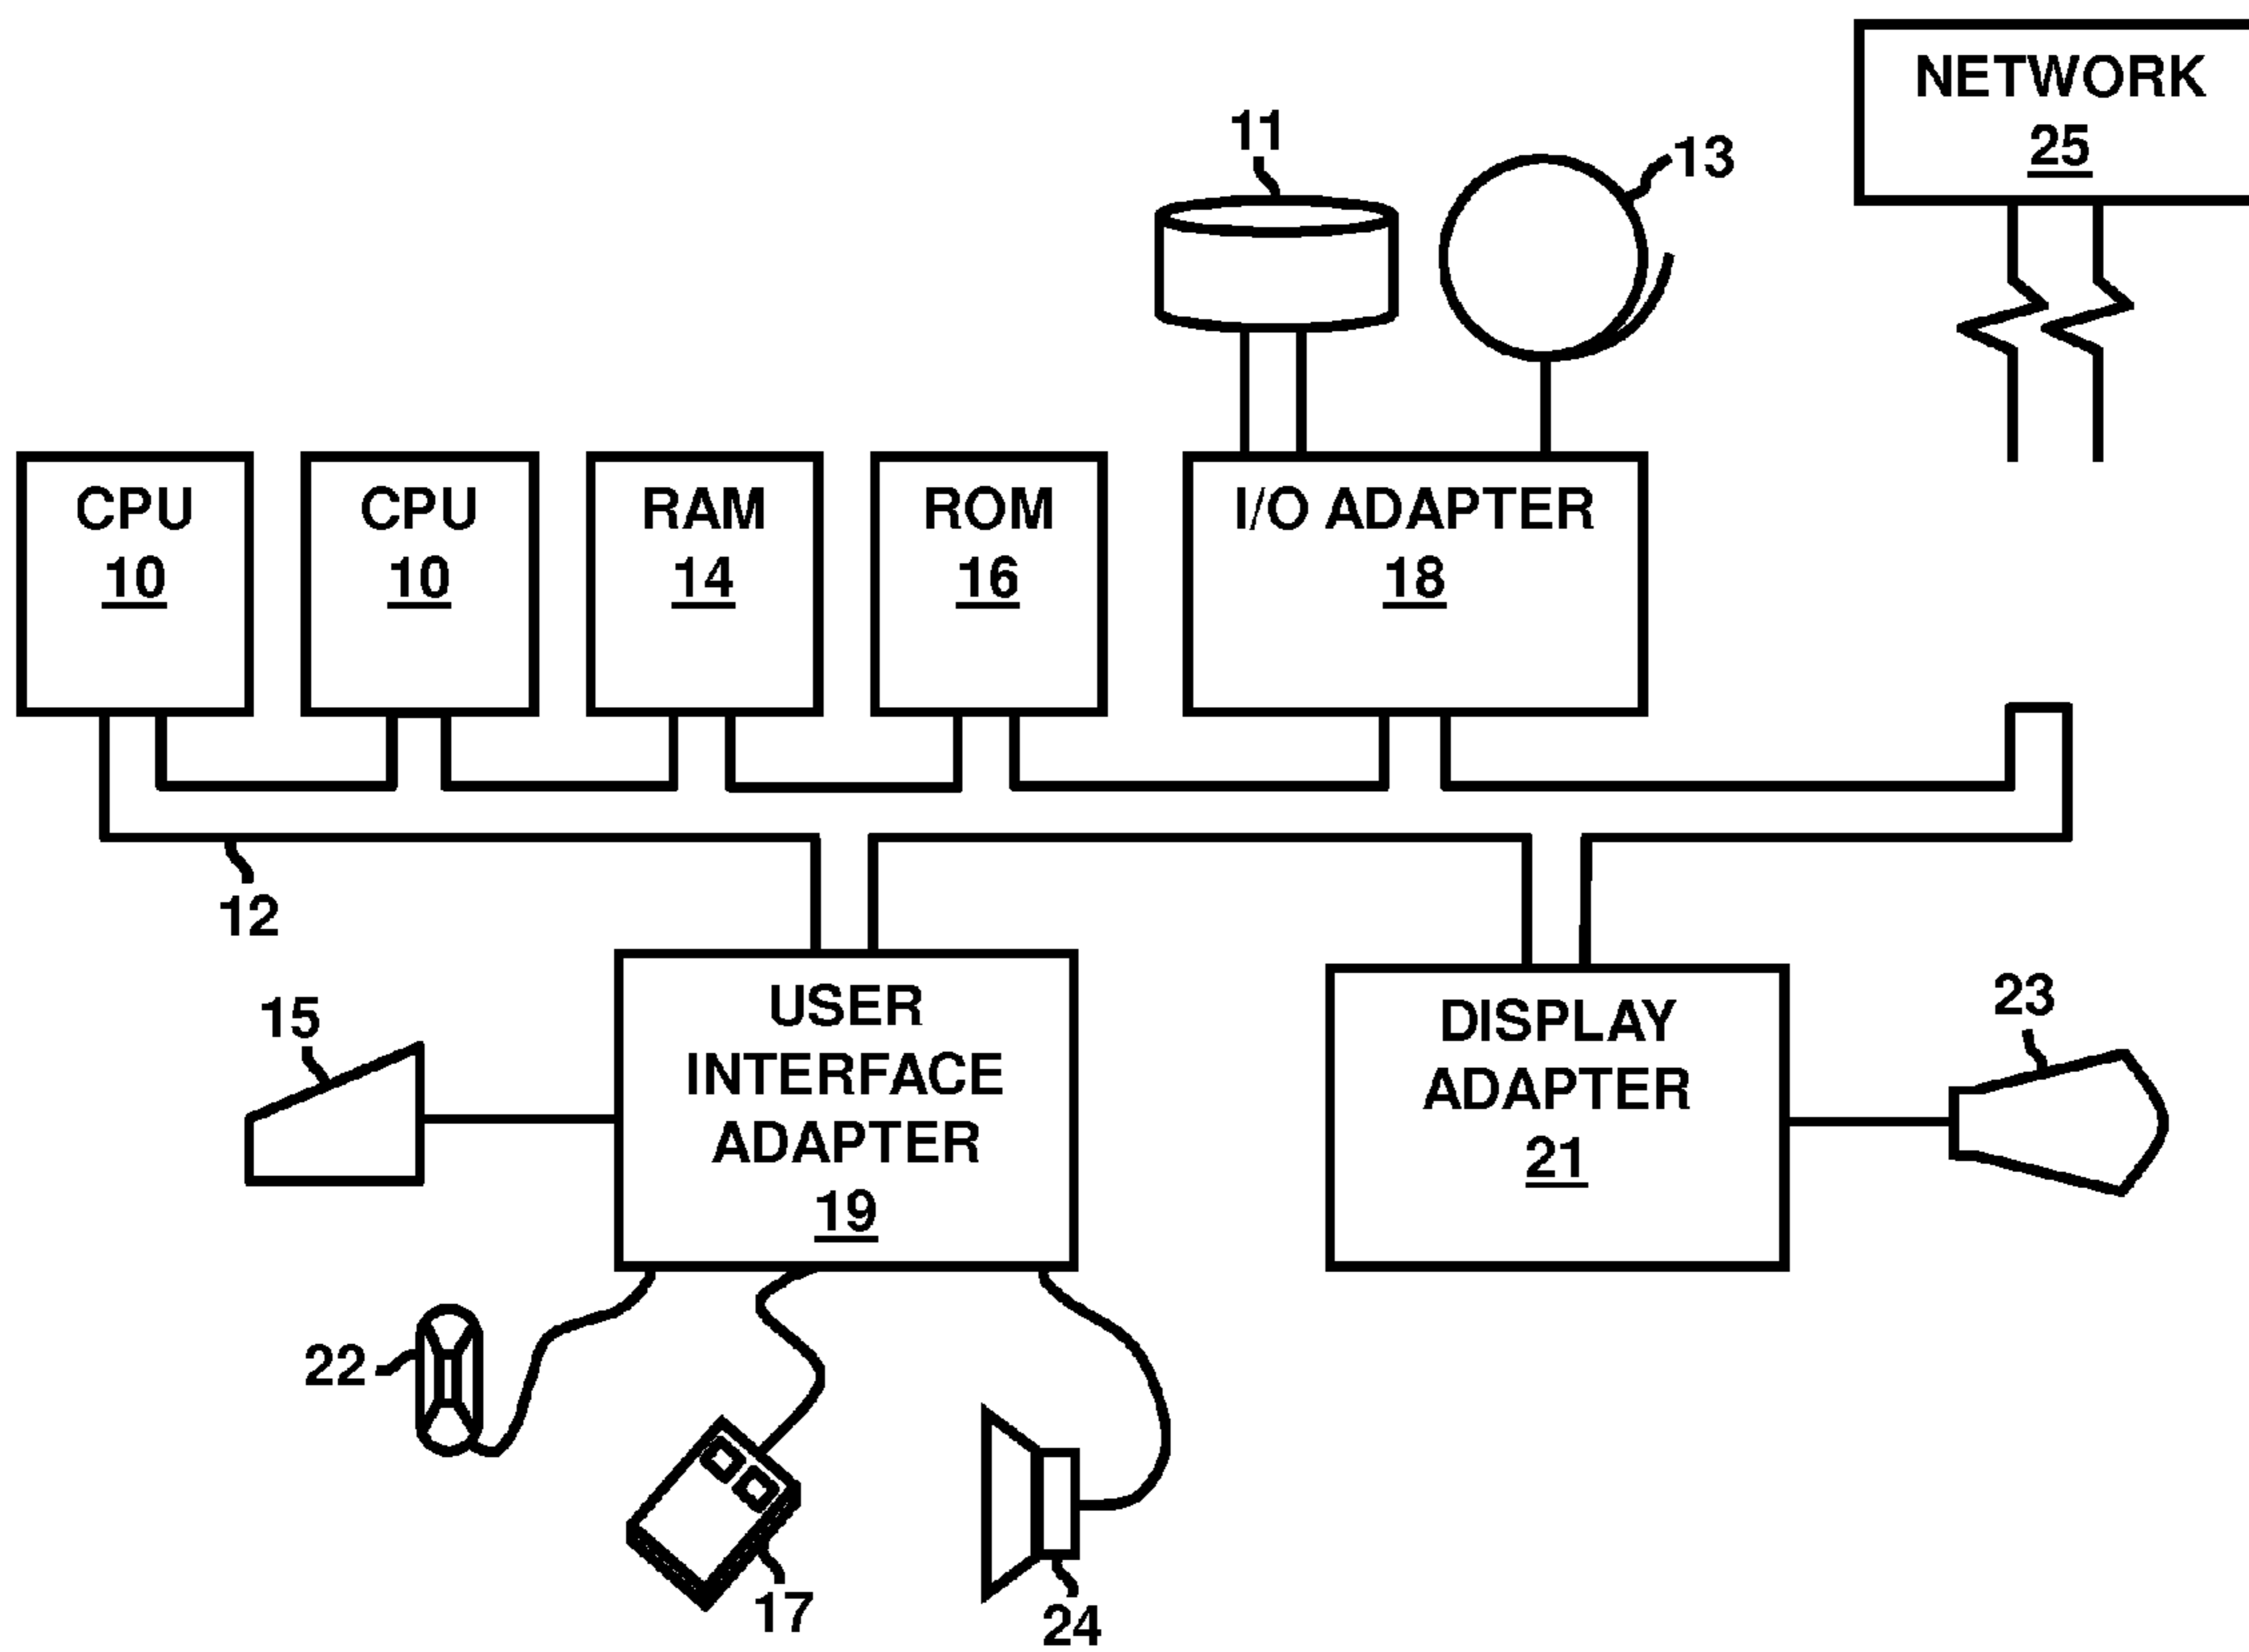 NETWORK
25
11
13
CPU
10
CPU
10
RAM
14
ROM
16
I/O ADAPTER
18
12
15
USER
INTERFACE
ADAPTER
19
DISPLAY
ADAPTER
21
23
22
17
24